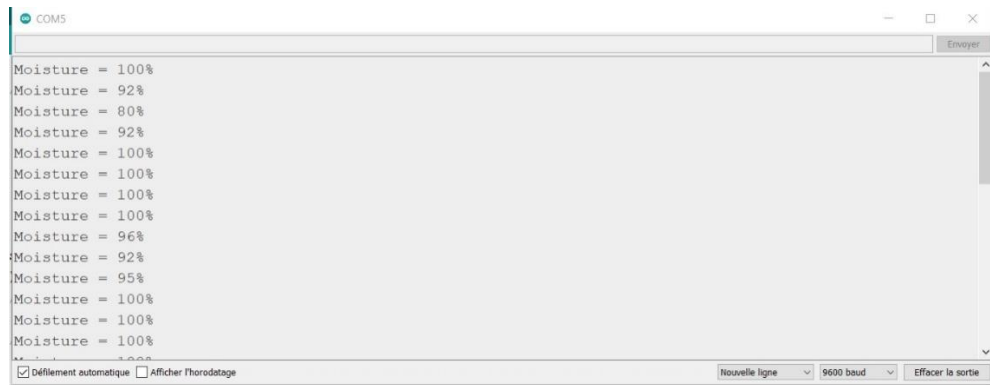 COM5
Envoyer
Moisture = 100%
Moisture = 92%
Moisture = 80%
Moisture = 92%
Moisture = 100%
Moisture = 100%
Moisture = 100%
Moisture = 100%
Moisture = 96%
Moisture = 92%
Moisture = 95%
Moisture = 100%
Moisture = 100%
Moisture = 100%
Défilement automatique Afficher l'horodatage Nouvelle ligne 9600 baud Effacer la sortie